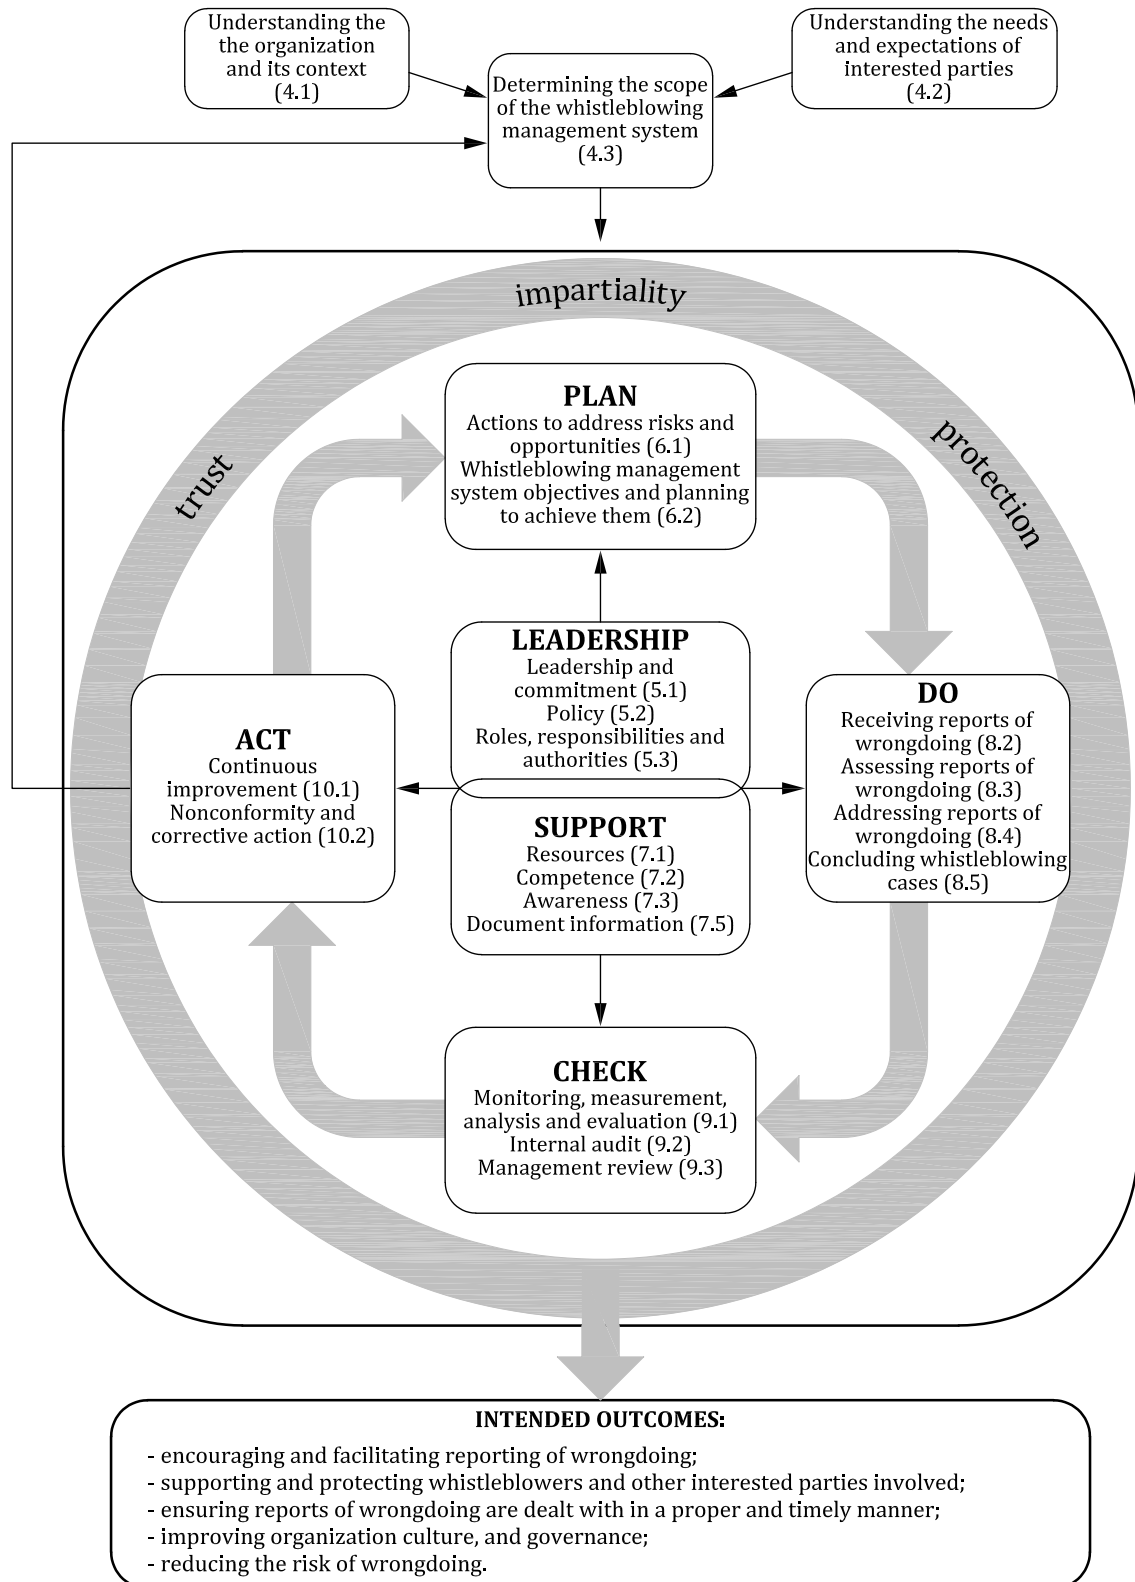 Understanding the
the organization
and its context
(4.1)
Understanding the needs
and expectations of
interested parties
(4.2)
Determining the scope
of the whistleblowing
management system
(4.3)
impartiality
trust
protection
PLAN
Actions to address risks and
opportunities (6.1)
Whistleblowing management
system objectives and planning
to achieve them (6.2)
LEADERSHIP
Leadership and
commitment (5.1)
Policy (5.2)
Roles, responsibilities and
authorities (5.3)
DO
Receiving reports of
wrongdoing (8.2)
Assessing reports of
wrongdoing (8.3)
Addressing reports of
wrongdoing (8.4)
Concluding whistleblowing
cases (8.5)
ACT
Continuous
improvement (10.1)
Nonconformity and
corrective action (10.2)
SUPPORT
Resources (7.1)
Competence (7.2)
Awareness (7.3)
Document information (7.5)
CHECK
Monitoring, measurement,
analysis and evaluation (9.1)
Internal audit (9.2)
Management review (9.3)
INTENDED OUTCOMES:
- encouraging and facilitating reporting of wrongdoing;
- supporting and protecting whistleblowers and other interested parties involved;
- ensuring reports of wrongdoing are dealt with in a proper and timely manner;
- improving organization culture, and governance;
- reducing the risk of wrongdoing.